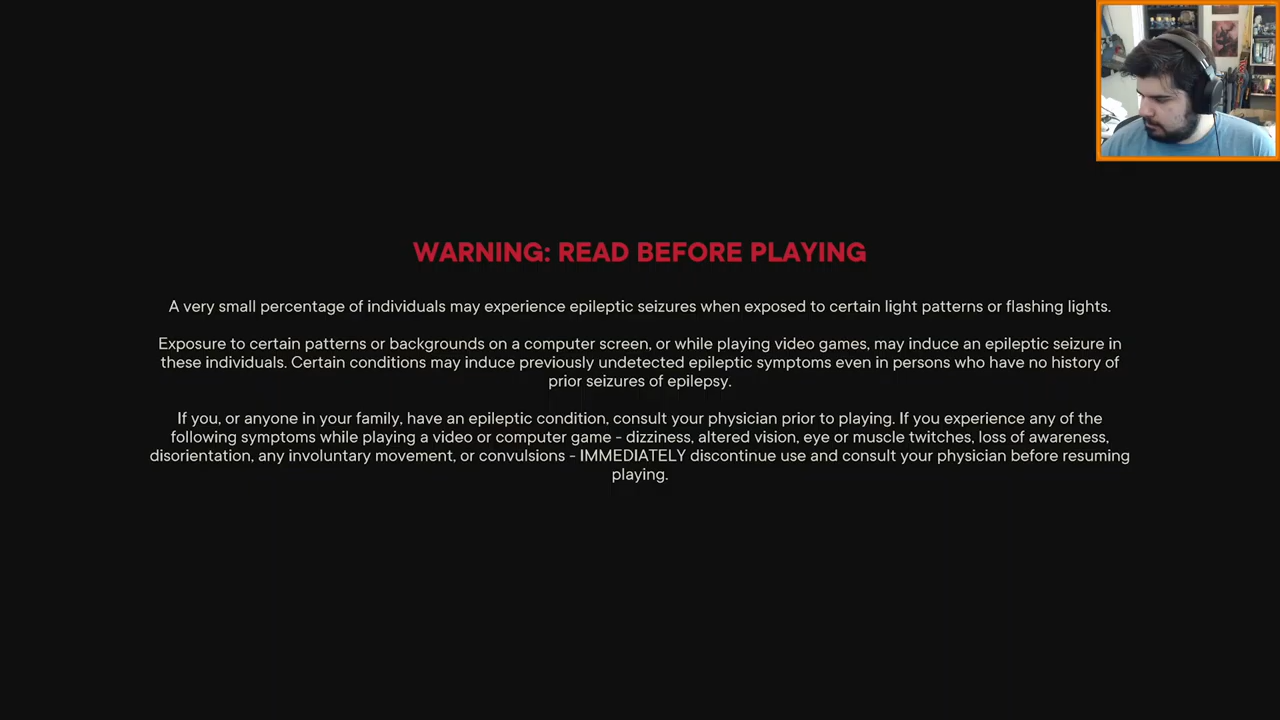 WARNING: READ BEFORE PLAYING
A very small percentage of individuals may experience epileptic seizures when exposed to certain light patterns or flashing lights.
Exposure to certain patterns or backgrounds on a computer screen, or while playing video games, may induce an epileptic seizure in
these individuals. Certain conditions may induce previously undetected epileptic symptoms even in persons who have no history of
prior seizures of epilepsy.
If you, or anyone in your family, have an epileptic condition, consult your physician prior to playing. If you experience any of the
following symptoms while playing a video or computer game - dizziness, altered vision, eye or muscle twitches, loss of awareness,
disorientation, any involuntary movement, or convulsions - IMMEDIATELY discontinue use and consult your physician before resuming
playing.